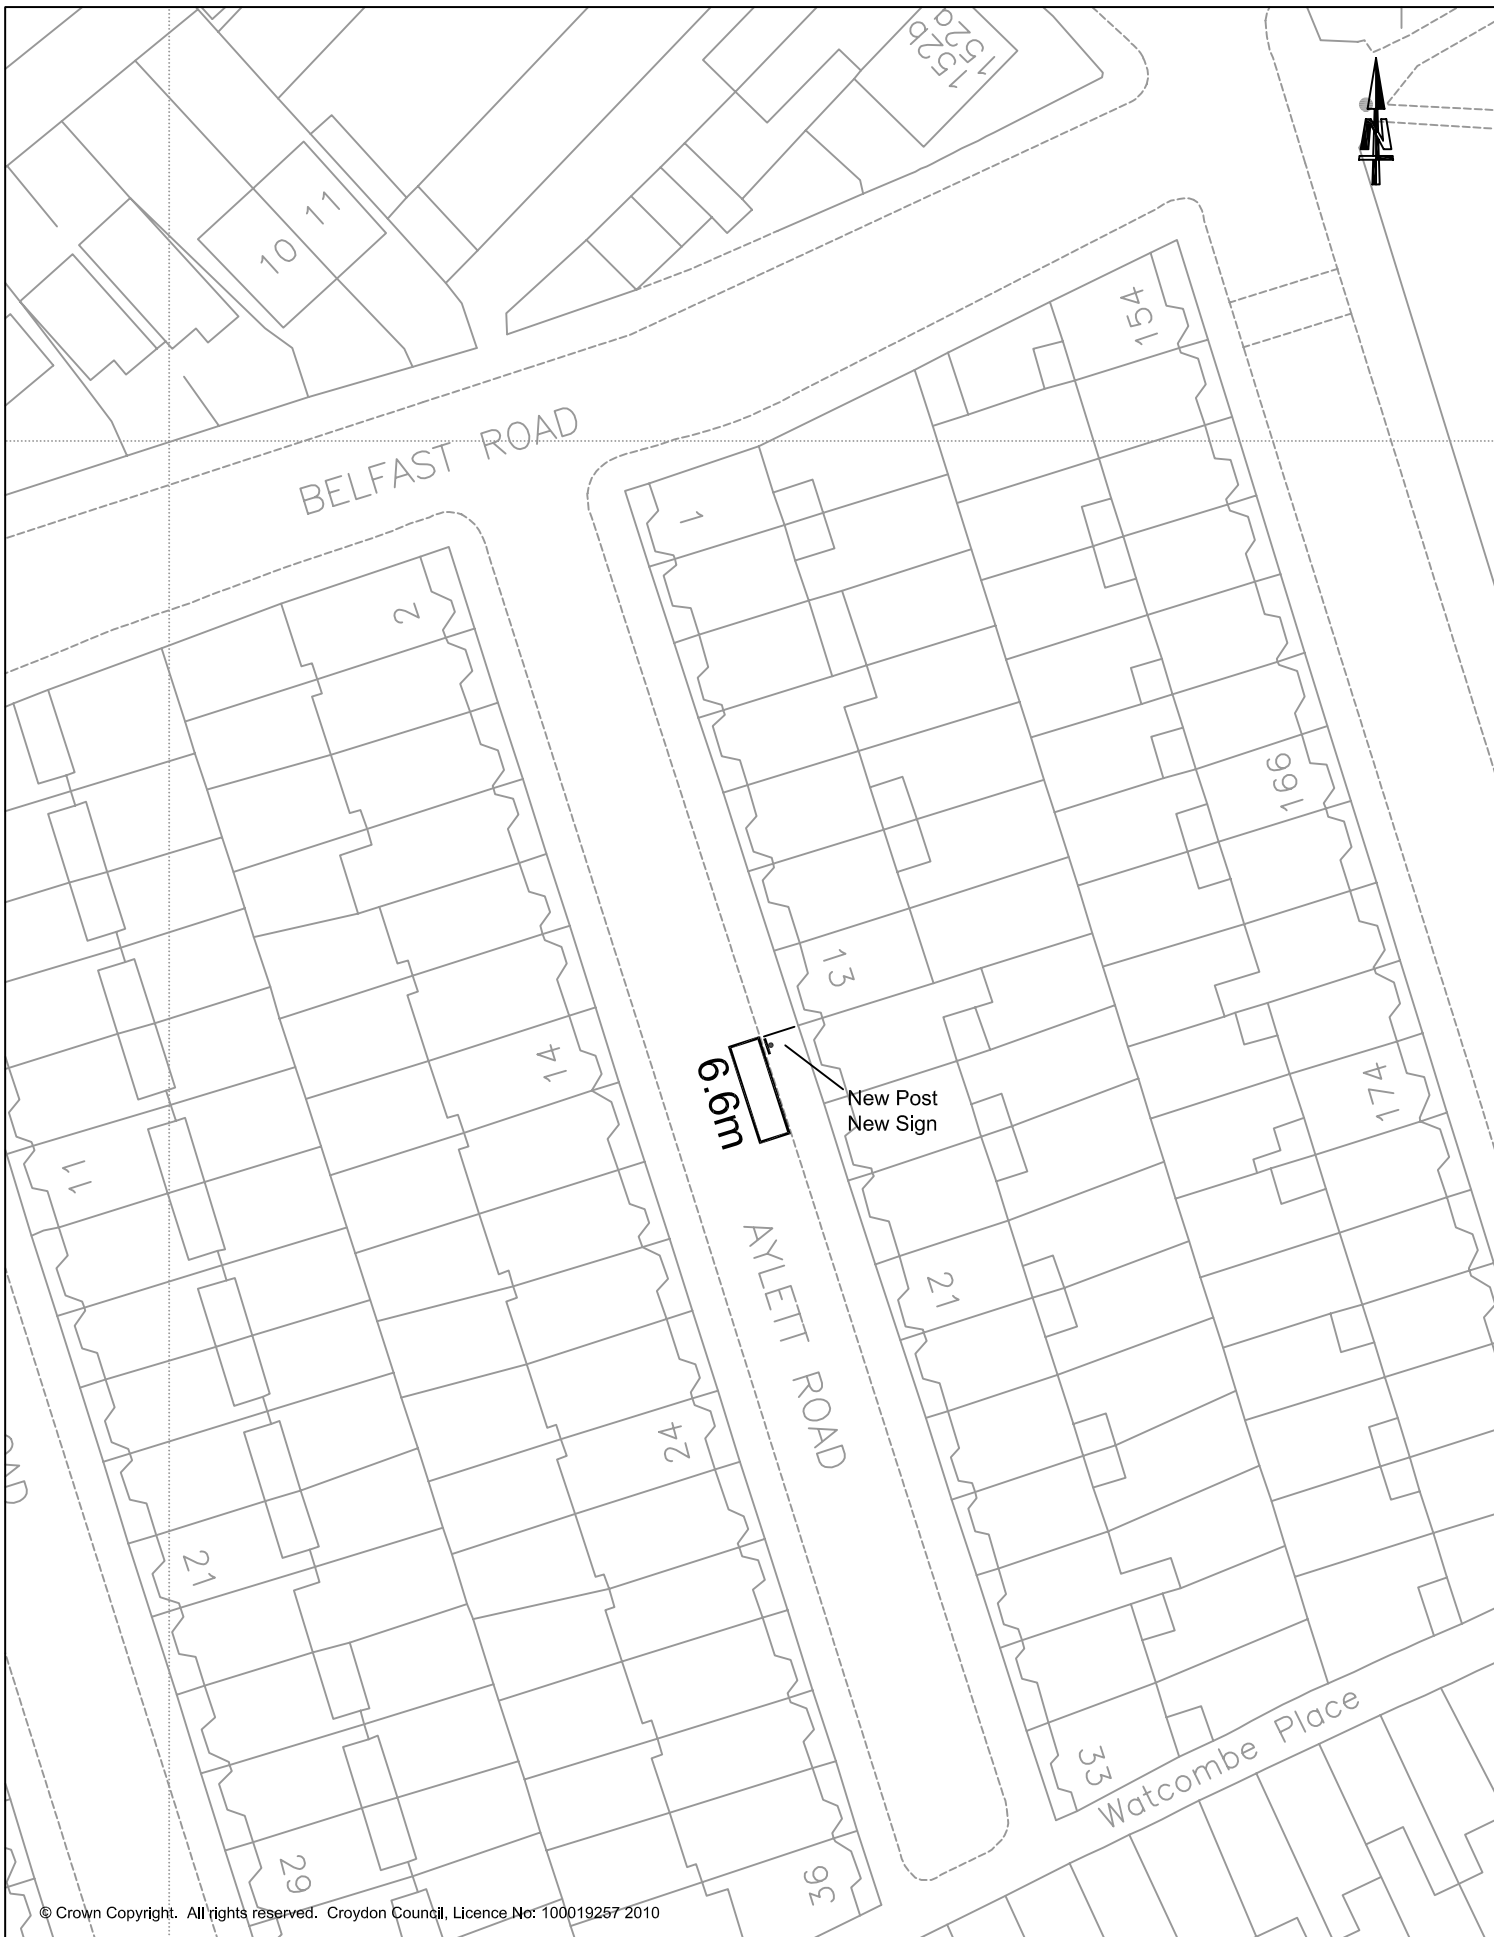 152b
152a
N
11
10
154
BELFAST ROAD
1
2
166
13
14
6.6m
New Post
New Sign
174
11
AYLETT ROAD
21
24
21
33
Watcombe Place
29
36
© Crown Copyright. All rights reserved. Croydon Council, Licence No: 100019257 2010